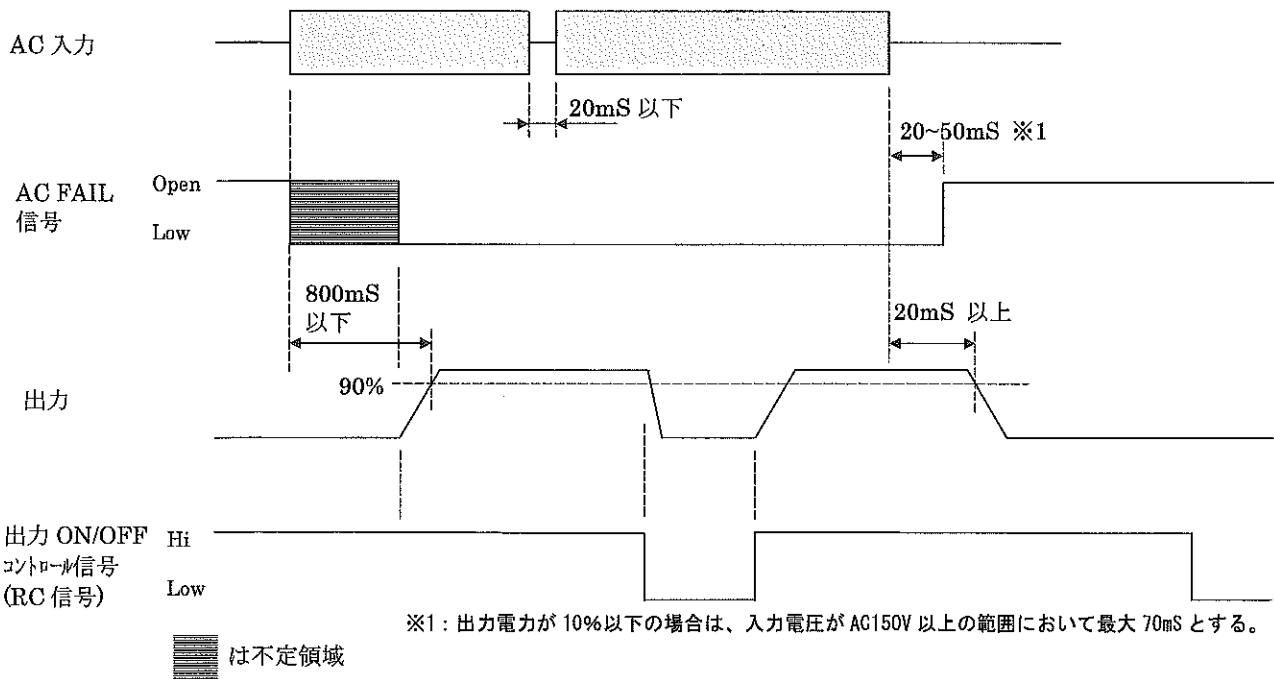 AC 入力
20mS 以下
20~50mS ※1
AC FAIL
信号
Open
Low
800mS
以下
20mS 以上
90%
出力
出力 ON/OFF
コントロール信号
(RC 信号)
Hi
Low
※1：出力電力が 10%以下の場合は、入力電圧が AC150V 以上の範囲において最大 70mS とする。
は不定領域